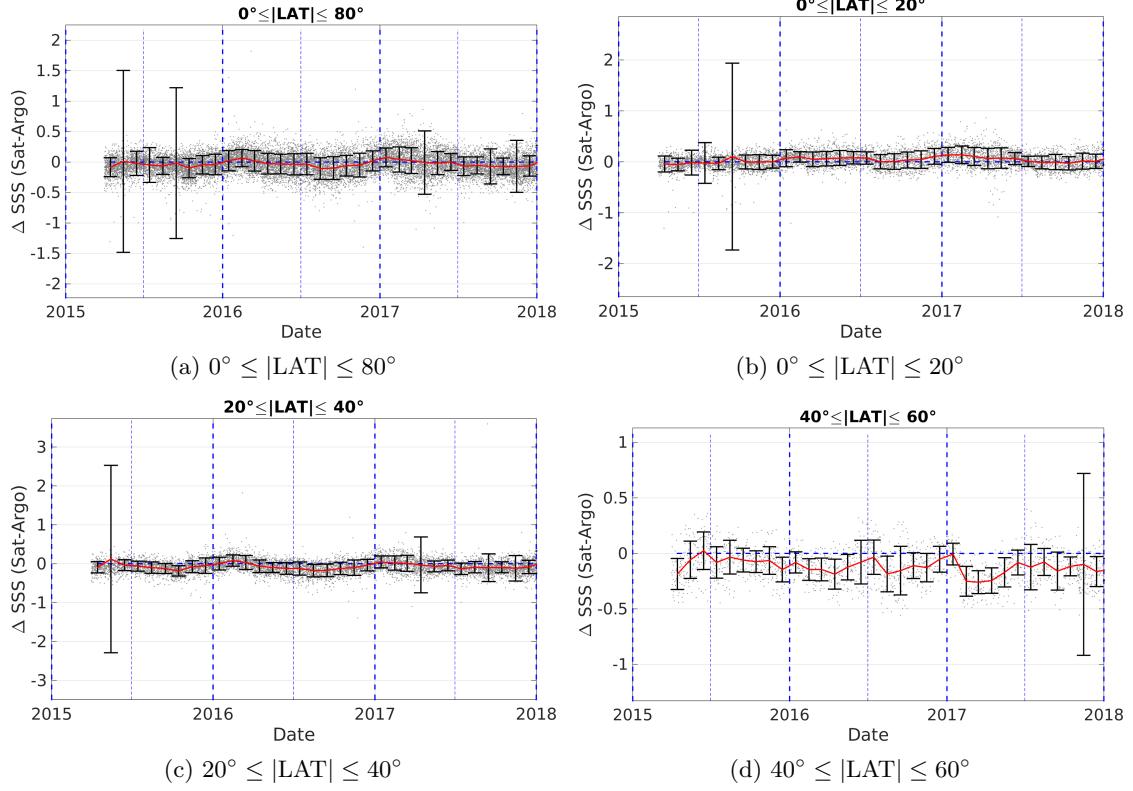 0°≤|LAT|≤ 80°
2
1.5
1
0.5
0
-0.5
-1
-1.5
-2
Δ SSS (Sat-Argo)
2015 2016 2017 2018
Date
(a) 0° ≤ |LAT| ≤ 80°
0°≤|LAT|≤ 20°
2
1
0
-1
-2
Δ SSS (Sat-Argo)
2015 2016 2017 2018
Date
(b) 0° ≤ |LAT| ≤ 20°
20°≤|LAT|≤ 40°
3
2
1
0
-1
-2
-3
Δ SSS (Sat-Argo)
2015 2016 2017 2018
Date
(c) 20° ≤ |LAT| ≤ 40°
40°≤|LAT|≤ 60°
1
0.5
0
-0.5
-1
Δ SSS (Sat-Argo)
2015 2016 2017 2018
Date
(d) 40° ≤ |LAT| ≤ 60°